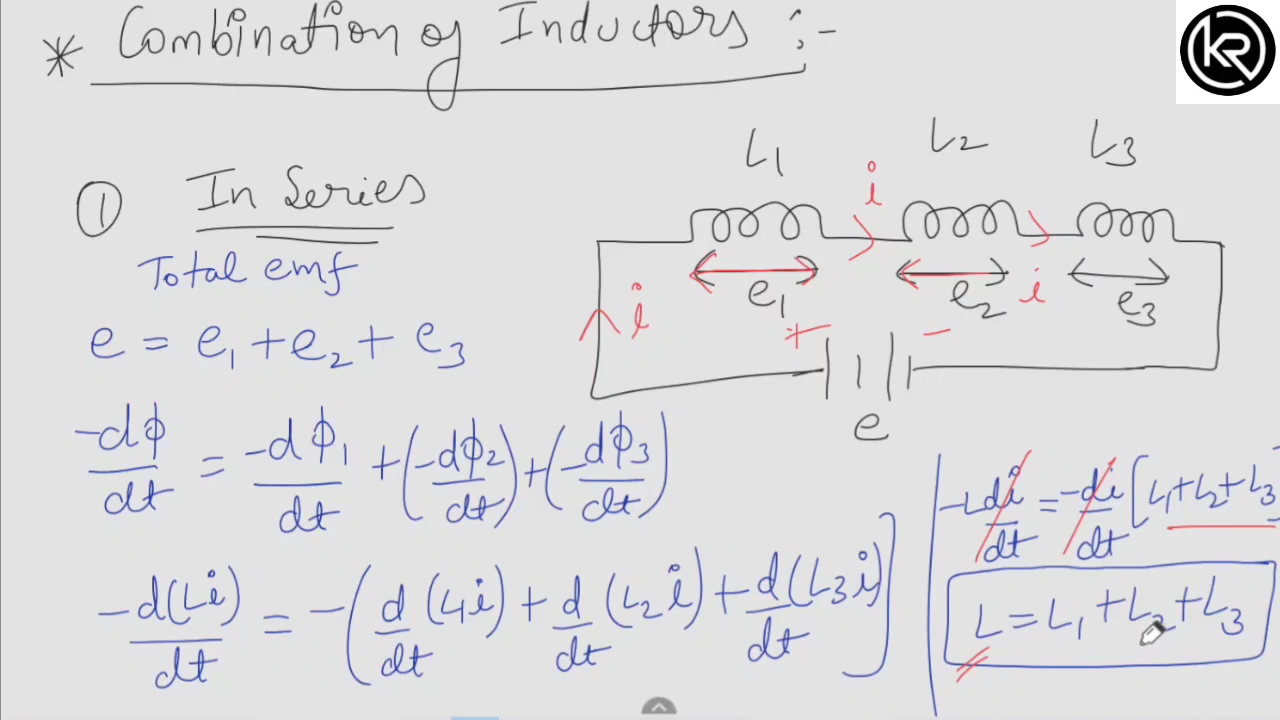 * Combination of Inductors :-
KR
① In Series
Total emf
e = e₁ + e₂ + e₃
L₁ L₂ L₃
i
e₁ e₂ i e₃
i
+ -
e
-dϕ/dt = -dϕ₁/dt + (-dϕ₂/dt) + (-dϕ₃/dt)
-d(Li)/dt = -(d/dt (L₁i) + d/dt (L₂i) + d/dt (L₃i)]
-L di/dt = -di/dt [L₁+L₂+L₃]
L = L₁ + L₂ + L₃